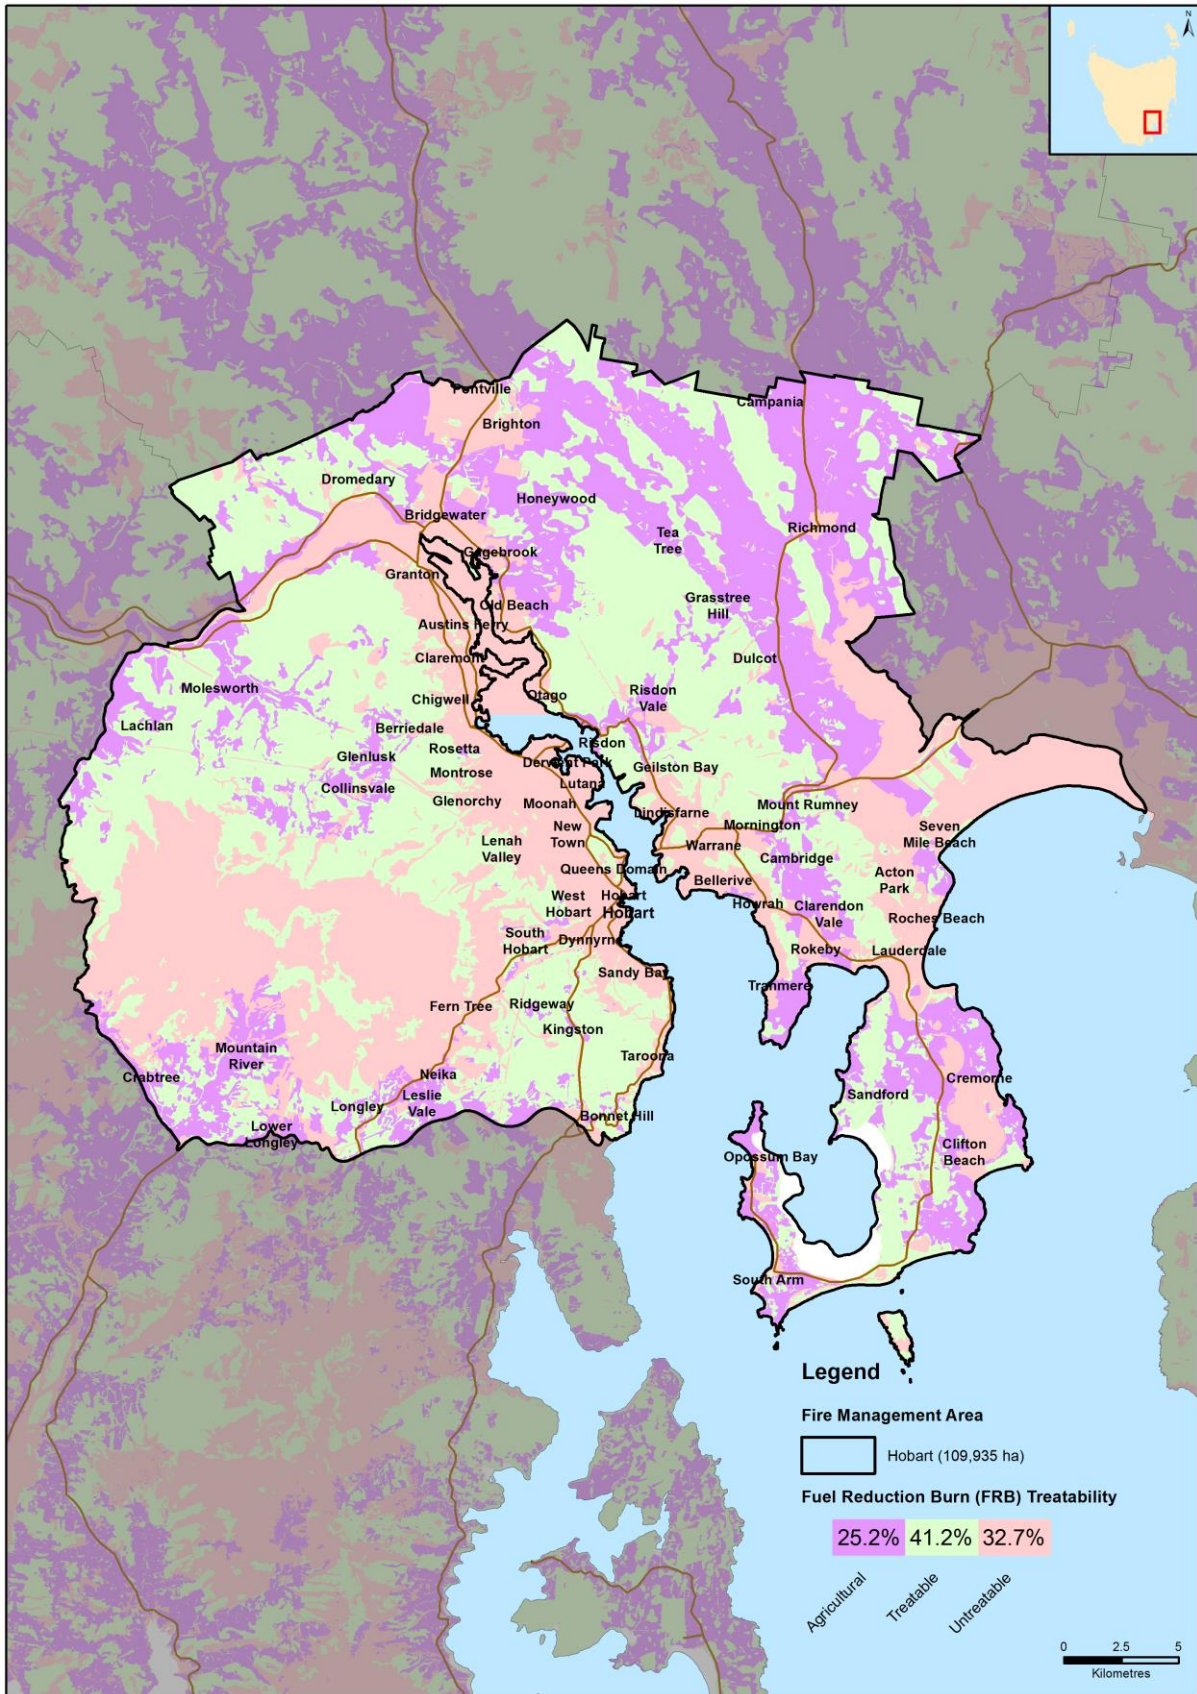 N
Pontville
Campania
Brighton
Dromedary
Honeywood
Bridgewater
Richmond
Tea
Tree
Gagebrook
Granton
Grasstree
Hill
Old Beach
Austins Ferry
Claremont
Dulcot
Molesworth
Risdon
Vale
Otago
Chigwell
Lachlan
Berriedale
Risdon
Rosetta
Glenlusk
Derwent Park
Geilston Bay
Montrose
Lutana
Collinsvale
Glenorchy
Moonah
Mount Rumney
Lindisfarne
New
Town
Mornington
Seven
Mile Beach
Lenah
Valley
Warrane
Cambridge
Queens Domain
Acton
Park
Bellerive
West
Hobart
Hobart
Howrah
Clarendon
Vale
Hobart
Roches Beach
South
Hobart
Dynnyrne
Rokeby
Lauderdale
Sandy Bay
Tranmere
Fern Tree
Ridgeway
Kingston
Mountain
River
Taroona
Crabtree
Neika
Cremorne
Sandford
Leslie
Vale
Longley
Bonnet Hill
Lower
Longley
Clifton
Beach
Opossum Bay
South Arm
Legend
Fire Management Area
Hobart (109,935 ha)
Fuel Reduction Burn (FRB) Treatability
25.2% 41.2% 32.7%
Agricultural Treatable Untreatable
0 2.5 5
Kilometres